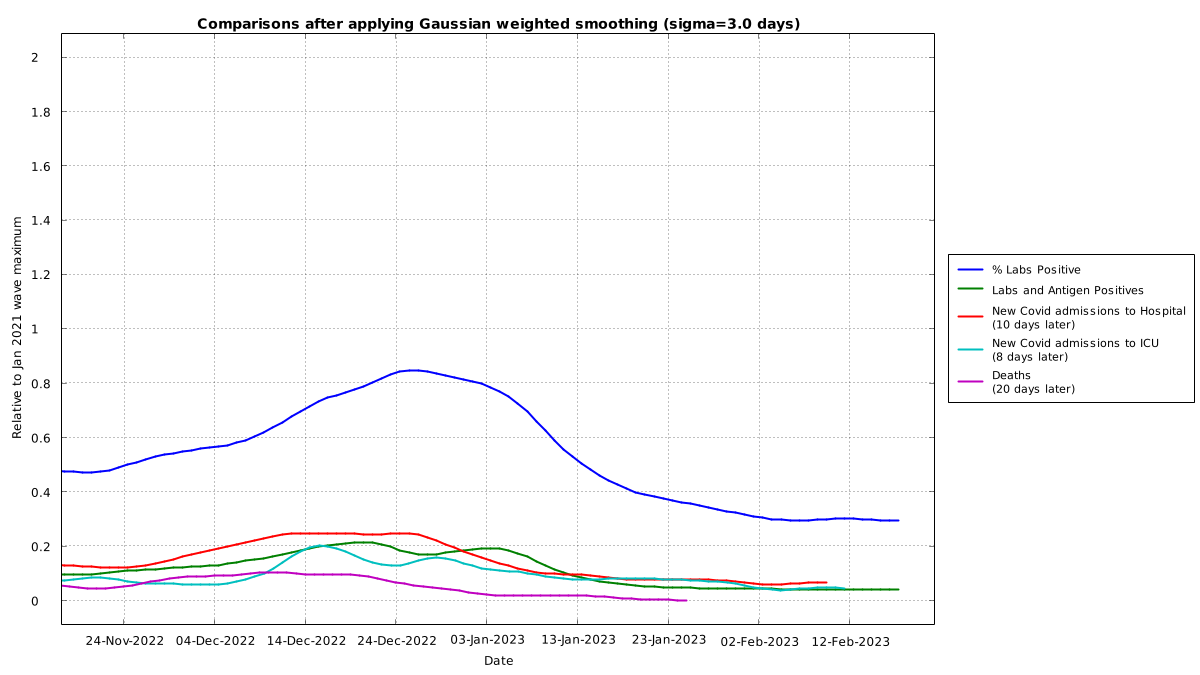 Comparisons after applying Gaussian weighted smoothing (sigma=3.0 days)
Relative to Jan 2021 wave maximum
2
1.8
1.6
1.4
1.2
1
0.8
0.6
0.4
0.2
0
24-Nov-2022 04-Dec-2022 14-Dec-2022 24-Dec-2022 03-Jan-2023 13-Jan-2023 23-Jan-2023 02-Feb-2023 12-Feb-2023
Date
% Labs Positive
Labs and Antigen Positives
New Covid admissions to Hospital
(10 days later)
New Covid admissions to ICU
(8 days later)
Deaths
(20 days later)